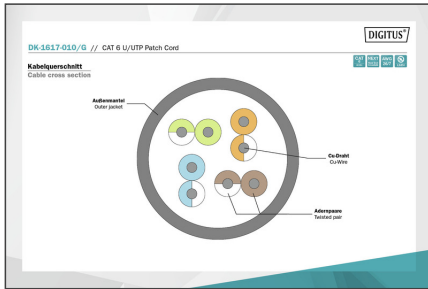 DIGITUS®
DK-1617-010/G // CAT 6 U/UTP Patch Cord
Kabelquerschnitt
Cable cross section
Außenmantel
Outer jacket
Cu-Draht
Cu-Wire
Adernpaare
Twisted pair